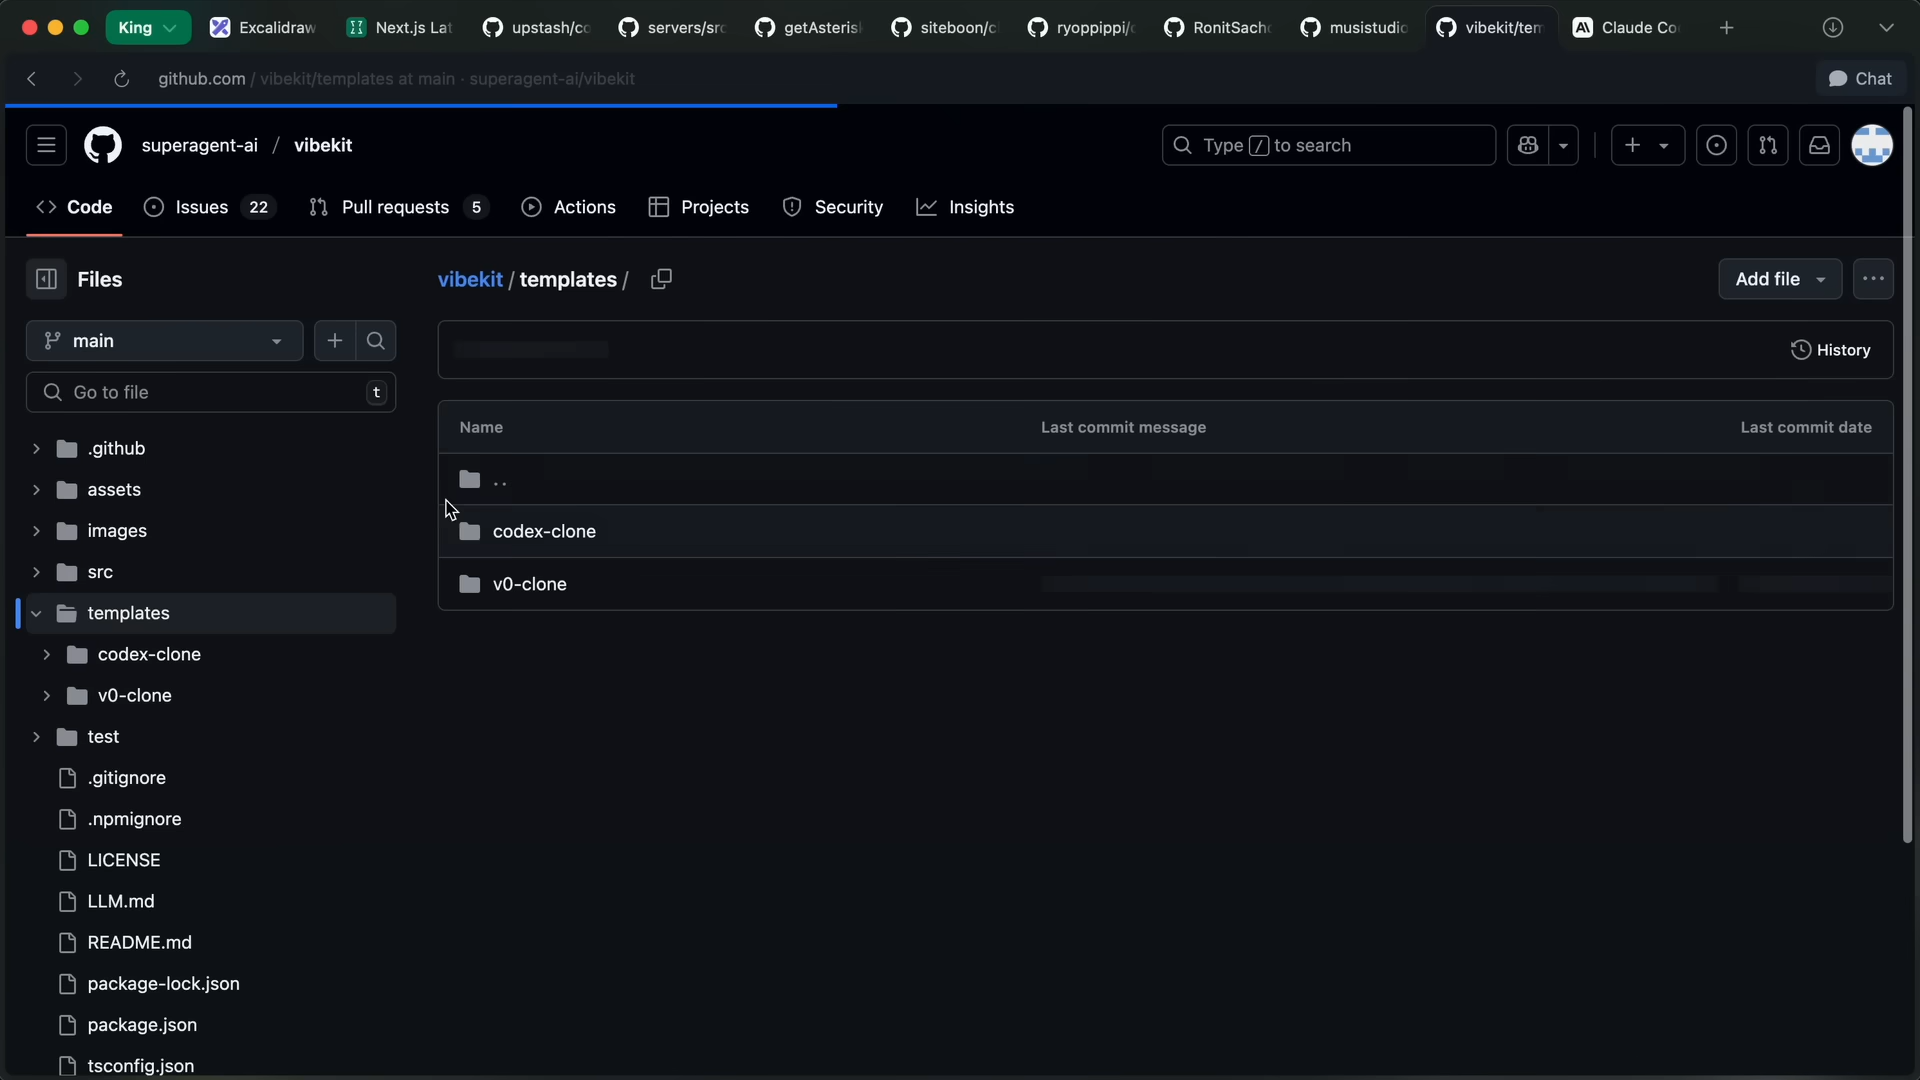 King
Excalidraw
Next.js Lat
upstash/co
servers/src
getAsterisk
siteboon/c
ryoppippi/
RonitSach
musistudio
vibekit/tem
Claude Co
github.com / vibekit/templates at main · superagent-ai/vibekit
Chat
superagent-ai / vibekit
Type / to search
Code
Issues 22
Pull requests 5
Actions
Projects
Security
Insights
Files
vibekit / templates /
Add file
main
History
Go to file t
Name Last commit message Last commit date
..
codex-clone
v0-clone
.github
assets
images
src
templates
codex-clone
v0-clone
test
.gitignore
.npmignore
LICENSE
LLM.md
README.md
package-lock.json
package.json
tsconfig.json